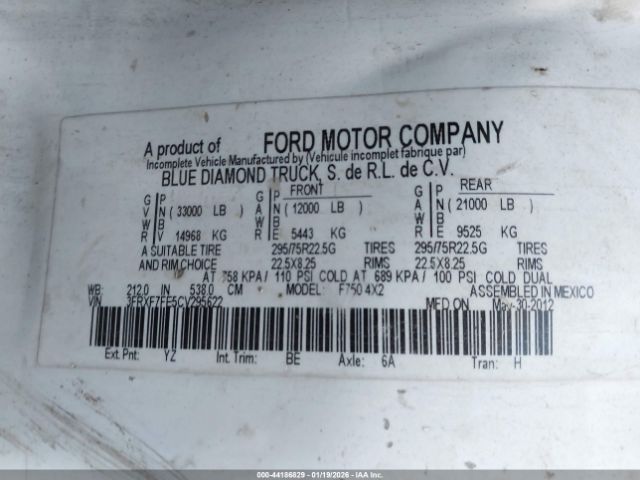 A product of FORD MOTOR COMPANY
Incomplete Vehicle Manufactured by (Vehicule incomplet fabrique par)
BLUE DIAMOND TRUCK, S. de R.L. de C.V.
G P G P FRONT G P REAR
V N ( 33000 LB ) A N ( 12000 LB ) A N ( 21000 LB )
W B W B W B
R V 14968 KG R E 5443 KG R E 9525 KG
A SUITABLE TIRE 295/75R22.5G TIRES 295/75R22.5G TIRES
AND RIM CHOICE 22.5X8.25 RIMS 22.5X8.25 RIMS
AT 758 KPA/ 110 PSI COLD AT 689 KPA/ 100 PSI COLD DUAL
WB: 212.0 IN 538.0 CM MODEL: F750 4X2 ASSEMBLED IN MEXICO
VIN 3FRXF7FE5CV295622 MFD ON May-30-2012
Ext. Pnt: YZ Int. Trim: BE Axle: 6A Tran: H
000-44186829 | 01/19/2026 | IAAI.com